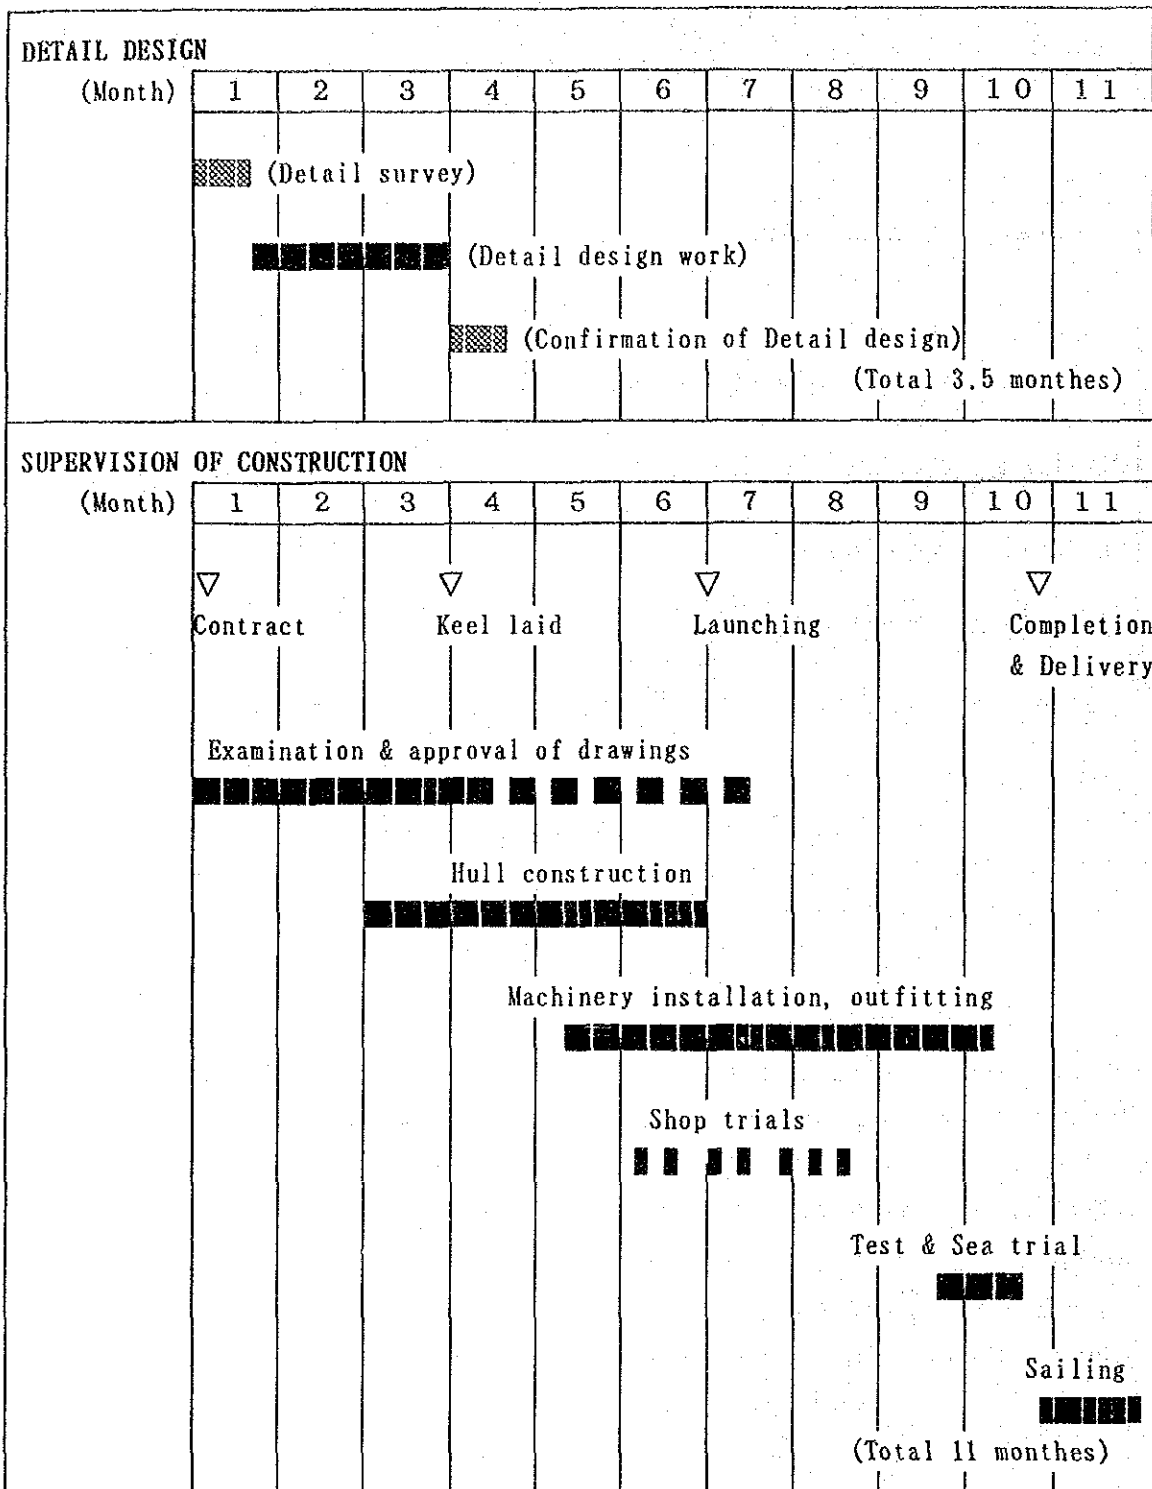 DETAIL DESIGN
(Month) 1 2 3 4 5 6 7 8 9 10 11
(Detail survey)
(Detail design work)
(Confirmation of Detail design)
(Total 3.5 monthes)
SUPERVISION OF CONSTRUCTION
(Month) 1 2 3 4 5 6 7 8 9 10 11
Contract Keel laid Launching Completion
& Delivery
Examination & approval of drawings
Hull construction
Machinery installation, outfitting
Shop trials
Test & Sea trial
Sailing
(Total 11 monthes)